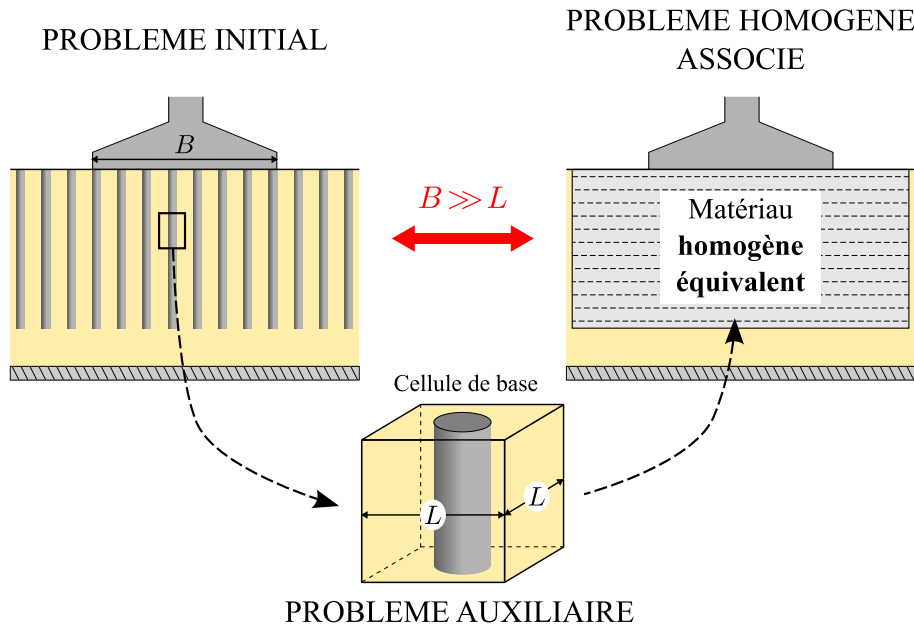 PROBLEME INITIAL
PROBLEME HOMOGENE
ASSOCIE
B
B ≫ L
Matériau
homogène
équivalent
Cellule de base
L
L
PROBLEME AUXILIAIRE